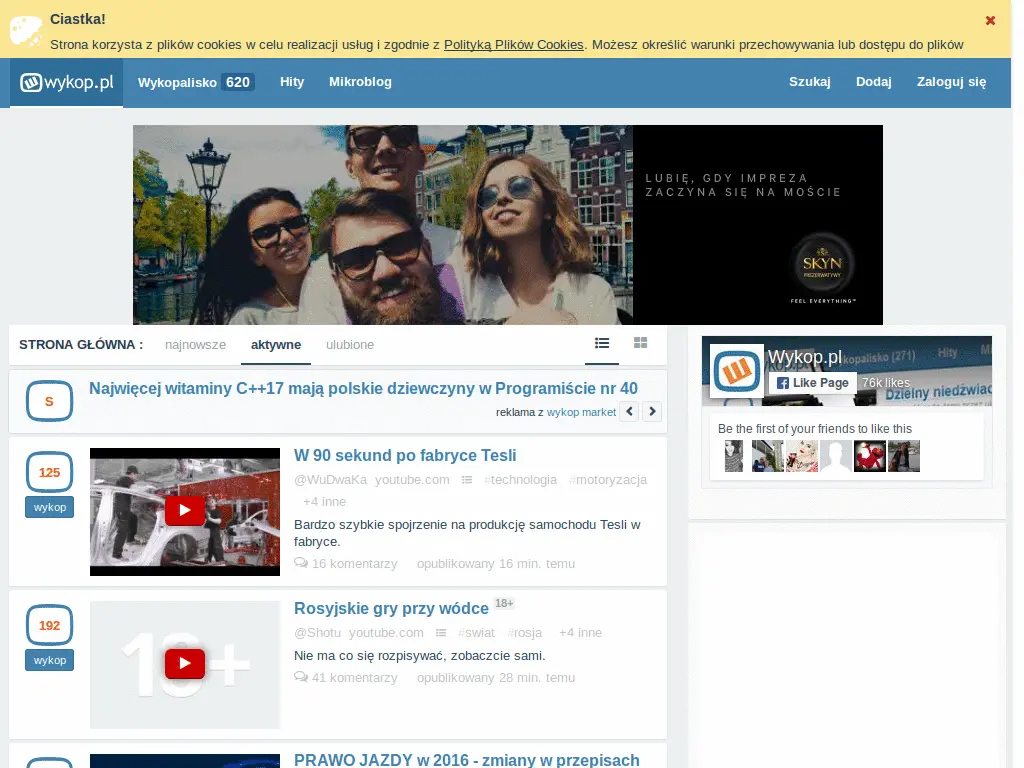 Ciastka!
Strona korzysta z plików cookies w celu realizacji usług i zgodnie z Polityką Plików Cookies. Możesz określić warunki przechowywania lub dostępu do plików
wykop.pl Wykopalisko 620 Hity Mikroblog Szukaj Dodaj Zaloguj się
LUBIĘ, GDY IMPREZA
ZACZYNA SIĘ NA MOŚCIE
SKYN
PREZERWATYWY
FEEL EVERYTHING™
STRONA GŁÓWNA : najnowsze aktywne ulubione
S
Najwięcej witaminy C++17 mają polskie dziewczyny w Programiście nr 40
reklama z wykop market
125
wykop
W 90 sekund po fabryce Tesli
@WuDwaKa youtube.com #technologia #motoryzacja
+4 inne
Bardzo szybkie spojrzenie na produkcję samochodu Tesli w
fabryce.
16 komentarzy opublikowany 16 min. temu
192
wykop
18+
Rosyjskie gry przy wódce 18+
@Shotu youtube.com #swiat #rosja +4 inne
Nie ma co się rozpisywać, zobaczcie sami.
41 komentarzy opublikowany 28 min. temu
PRAWO JAZDY w 2016 - zmiany w przepisach
Wykop.pl
Like Page 76k likes
kopalisko (271) Hity
Dzielny niedźwiad
Be the first of your friends to like this